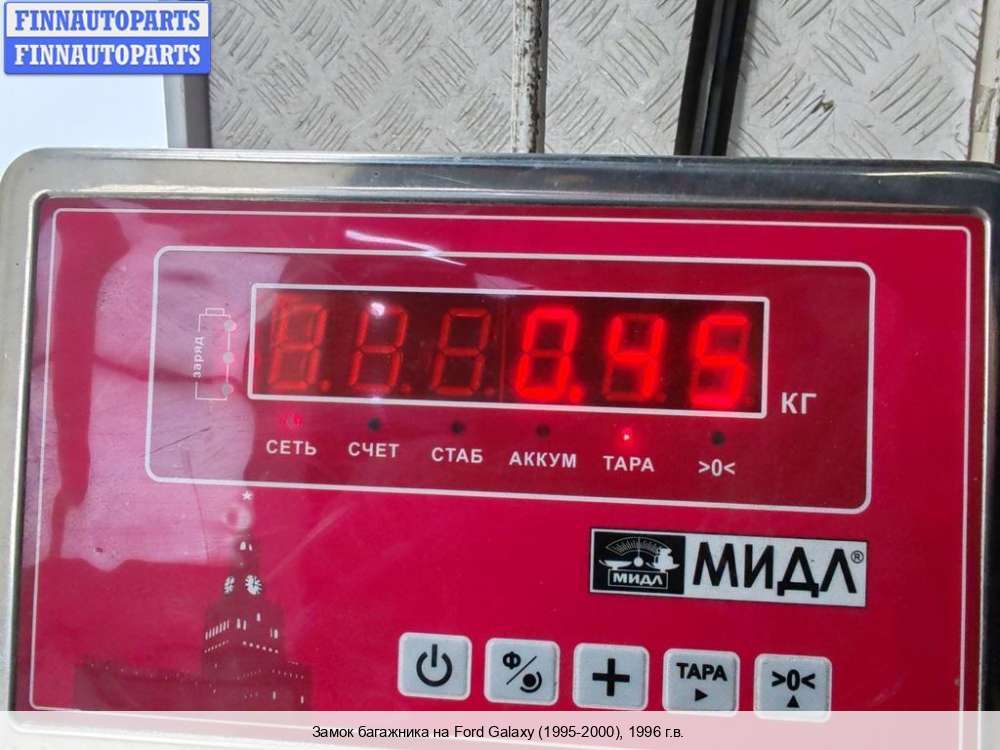 FINNAUTOPARTS
FINNAUTOPARTS
заряд
0.45
КГ
СЕТЬ СЧЕТ СТАБ АККУМ ТАРА >0<
МИДЛ МИДЛ®
Ф ТАРА >0<
Замок багажника на Ford Galaxy (1995-2000), 1996 г.в.